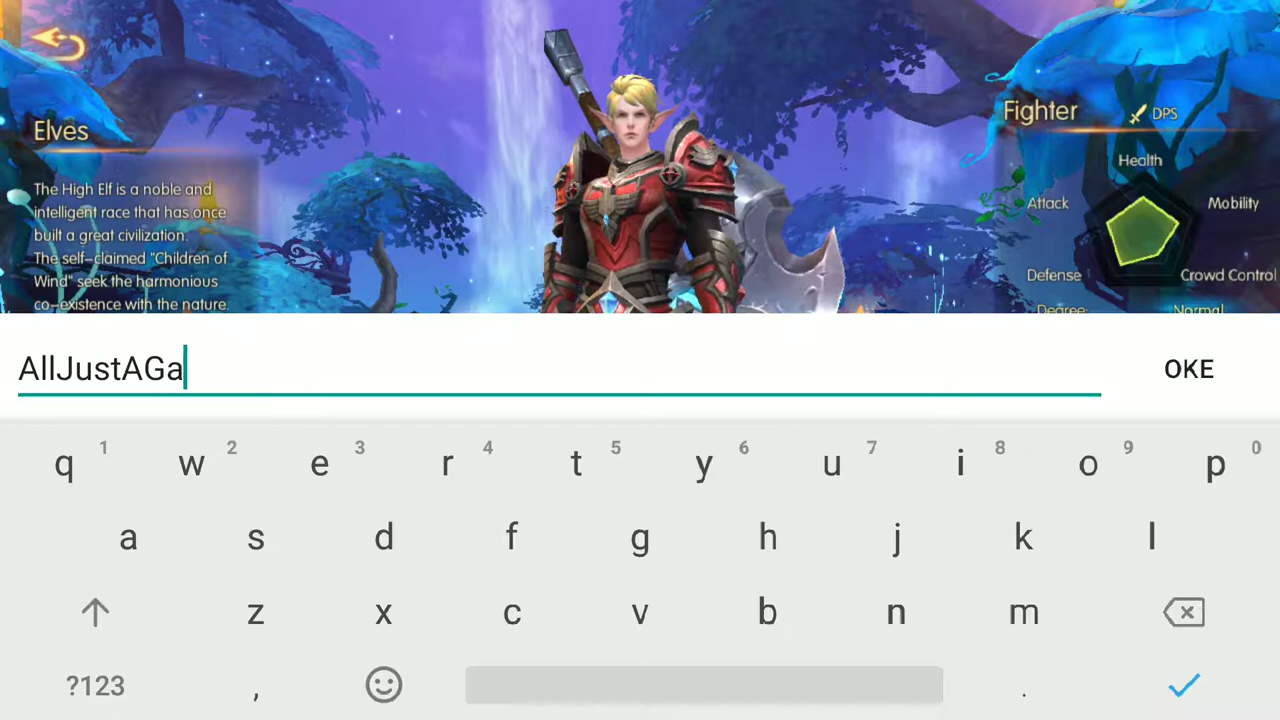 Elves
The High Elf is a noble and
intelligent race that has once
built a great civilization.
The self-claimed "Children of
Wind" seek the harmonious
co-existence with the nature.
Fighter DPS
Health
Attack Mobility
Defense Crowd Control
Degree: Normal
AllJustAGa
OKE
q 1 w 2 e 3 r 4 t 5 y 6 u 7 i 8 o 9 p 0
a s d f g h j k l
z x c v b n m
?123 , .